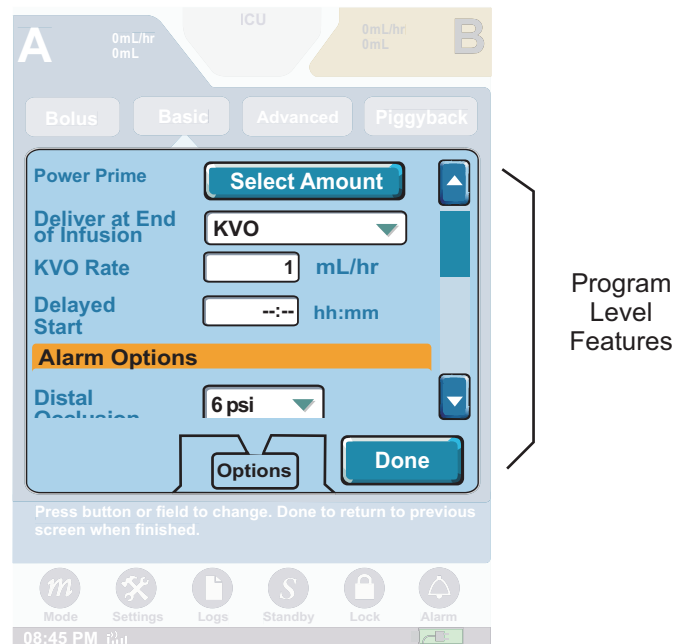 ICU
A
0mL/hr
0mL
0mL/hr
0mL
B
Bolus
Basic
Advanced
Piggyback
Power Prime
Select Amount
Deliver at End
of Infusion
KVO
KVO Rate
1 mL/hr
Delayed
Start
--:-- hh:mm
Alarm Options
Distal
Occlusion
6 psi
Options
Done
Program
Level
Features
Press button or field to change. Done to return to previous
screen when finished.
m
S
Mode
Settings
Logs
Standby
Lock
Alarm
08:45 PM